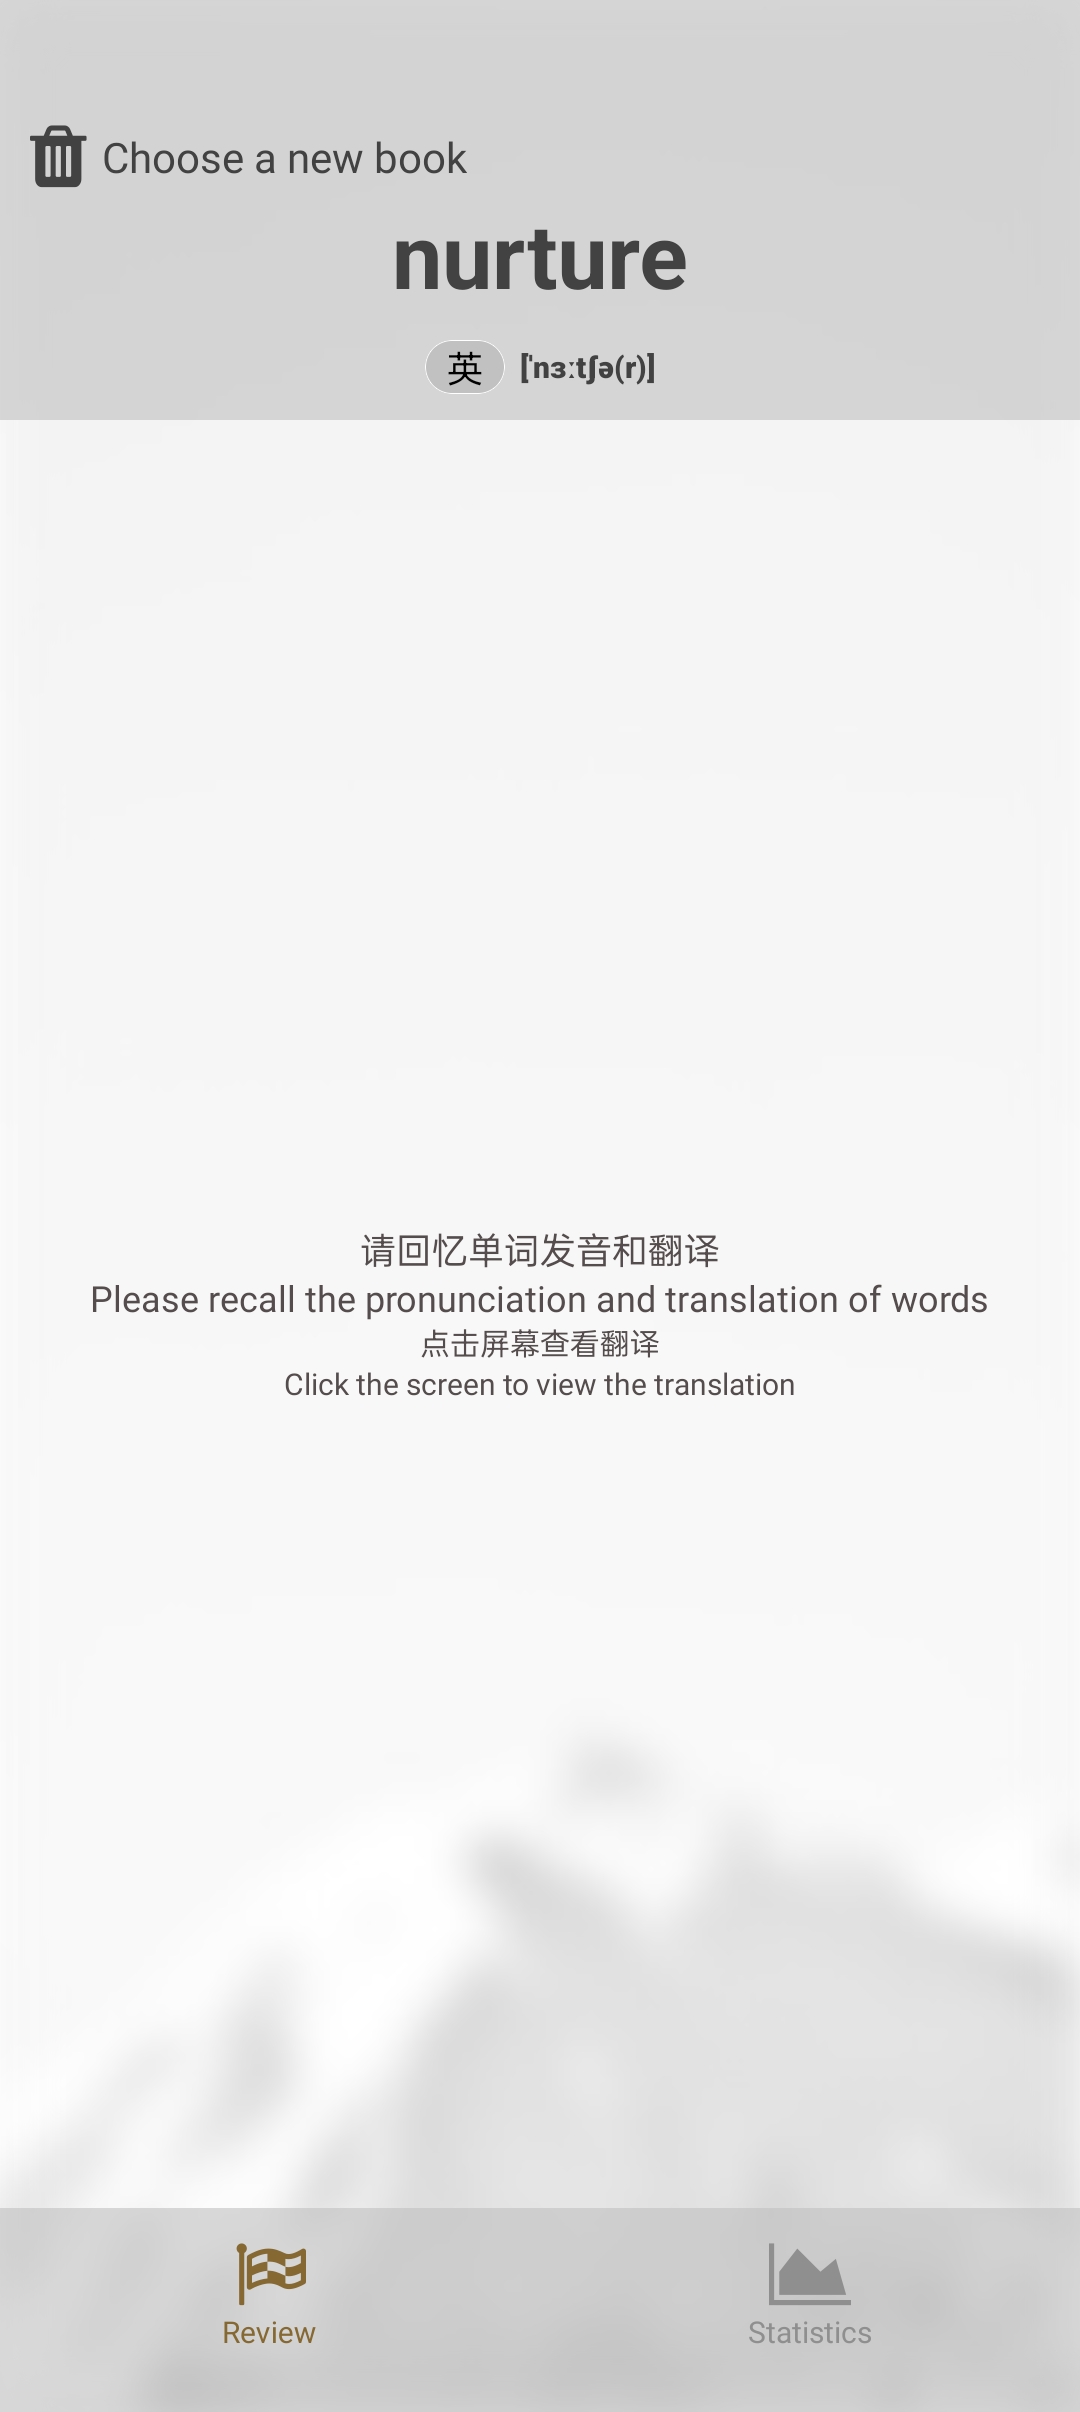 Choose a new book
nurture
英 [ˈnɜːtʃə(r)]
请回忆单词发音和翻译
Please recall the pronunciation and translation of words
点击屏幕查看翻译
Click the screen to view the translation
Review
Statistics